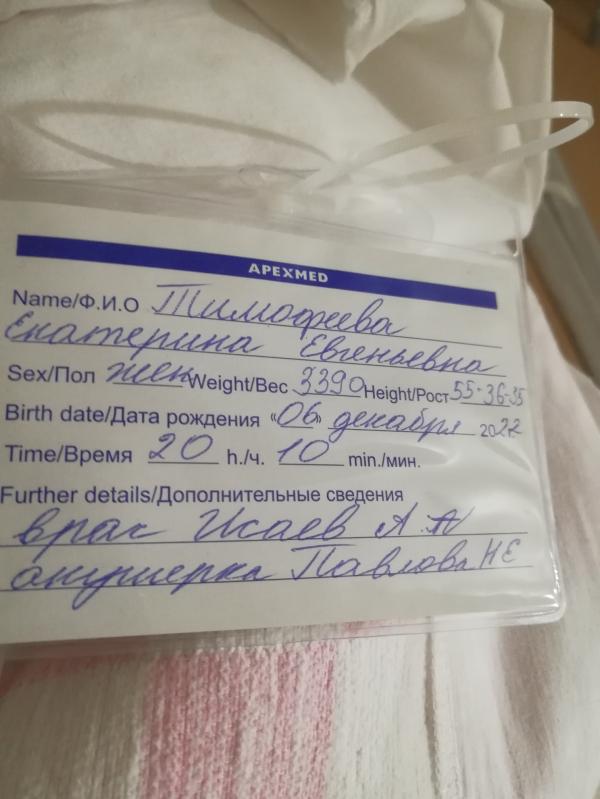 APEXMED
Name/Ф.И.О Тимофеева
Екатерина Евгеньевна
Sex/Пол жен Weight/Вес 3390 Height/Рост 55-36-35
Birth date/Дата рождения «06» декабря 2022
Time/Время 20 h./ч. 10 min./мин.
Further details/Дополнительные сведения
врач Исаев А.А
акушерка Павлова НЕ